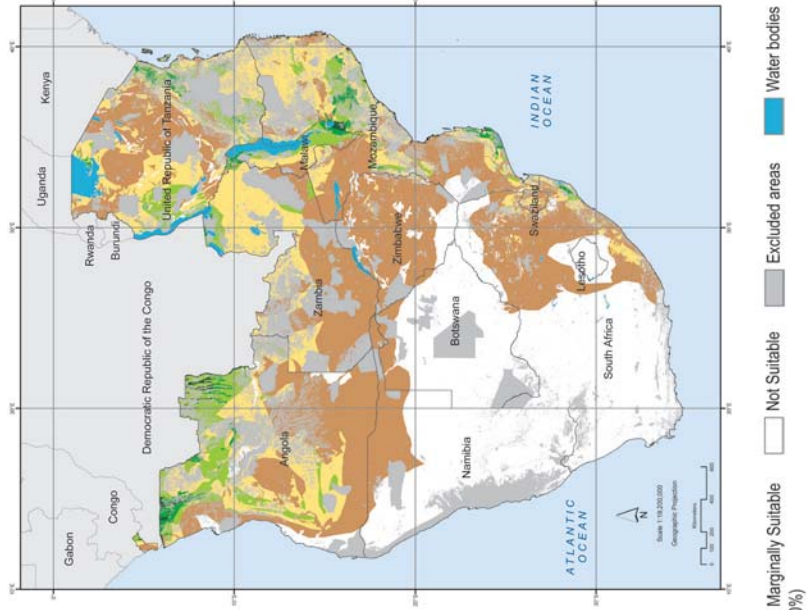 Uganda
Kenya
Gabon
Congo
Rwanda
Burundi
Democratic Republic of the Congo
United Republic of Tanzania
Angola
Zambia
Malawi
Mozambique
Zimbabwe
Namibia
Botswana
Swaziland
Lesotho
South Africa
ATLANTIC
OCEAN
INDIAN
OCEAN
N
Geographic Projection
Kilometers
Marginally Suitable
Not Suitable
Excluded areas
Water bodies